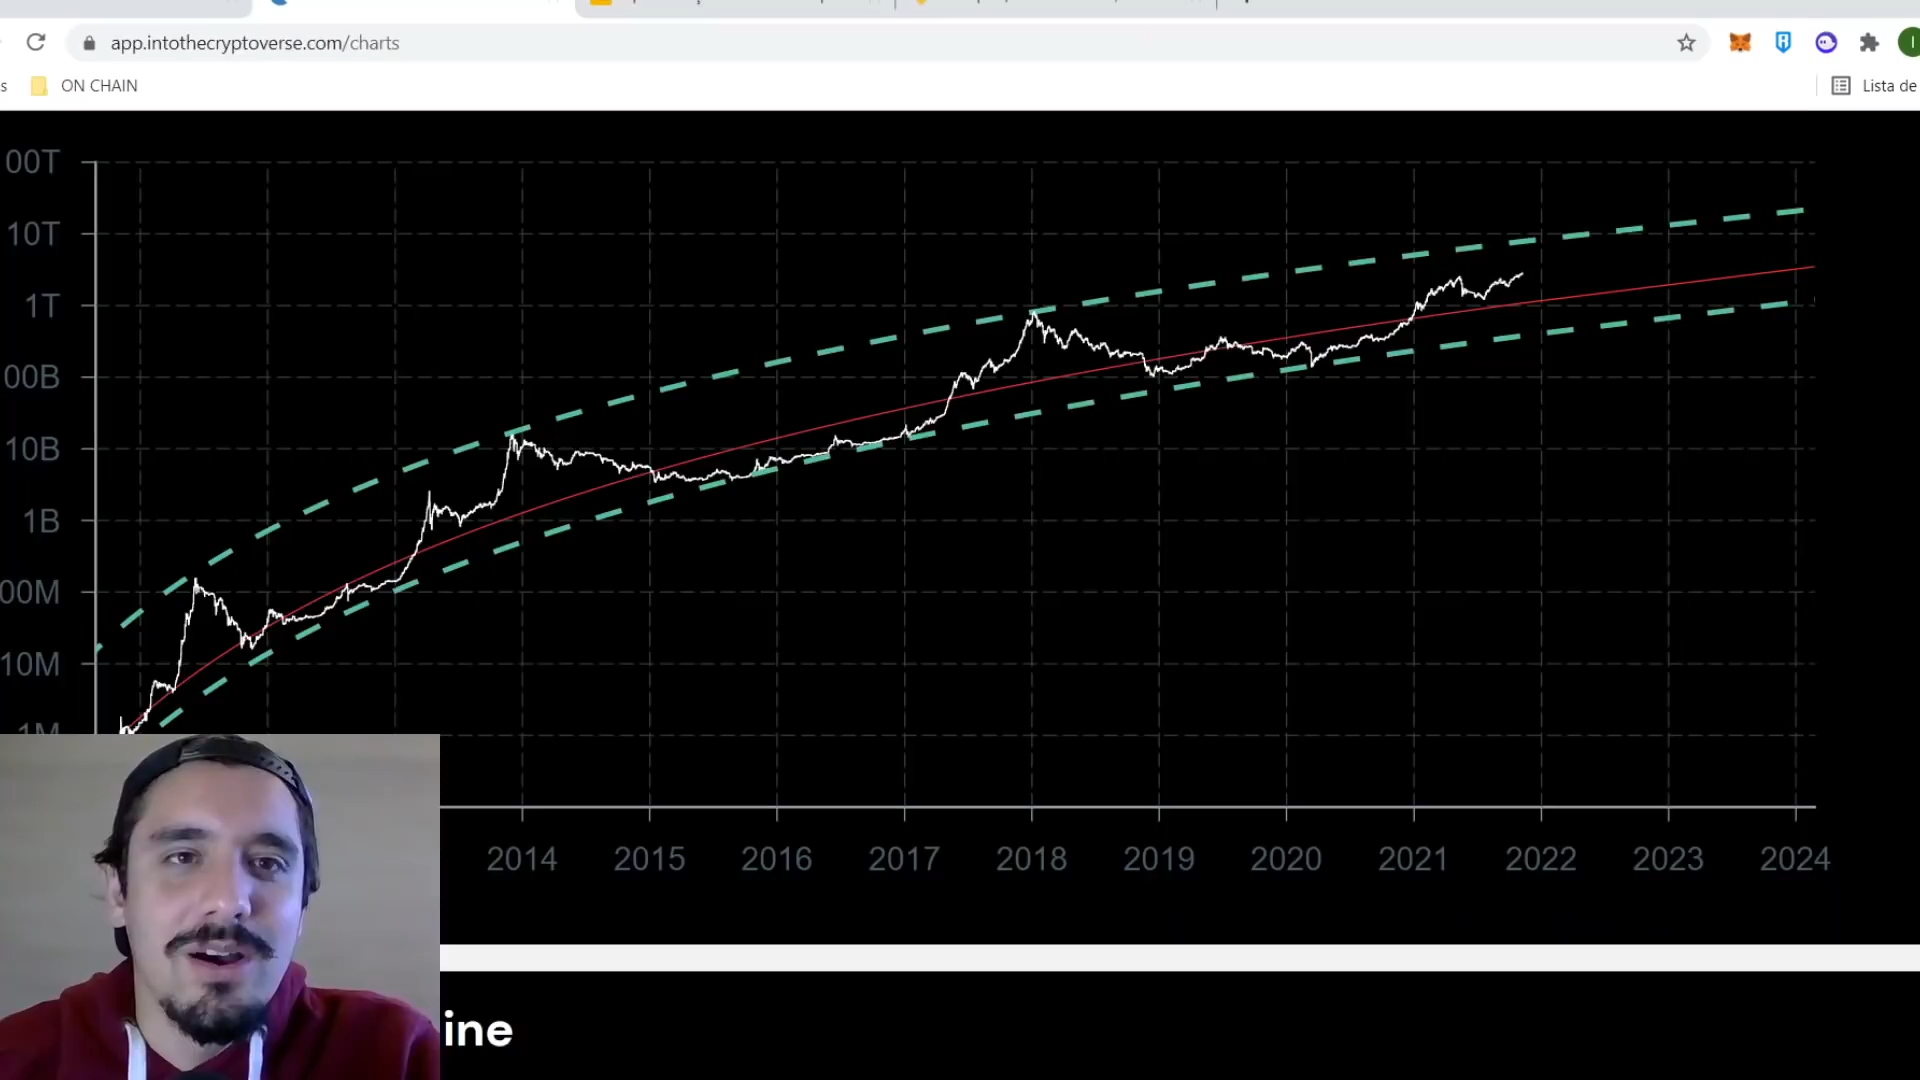 app.intothecryptoverse.com/charts
s ON CHAIN Lista de
00T
10T
1T
00B
10B
1B
00M
10M
1M
2014 2015 2016 2017 2018 2019 2020 2021 2022 2023 2024
ine